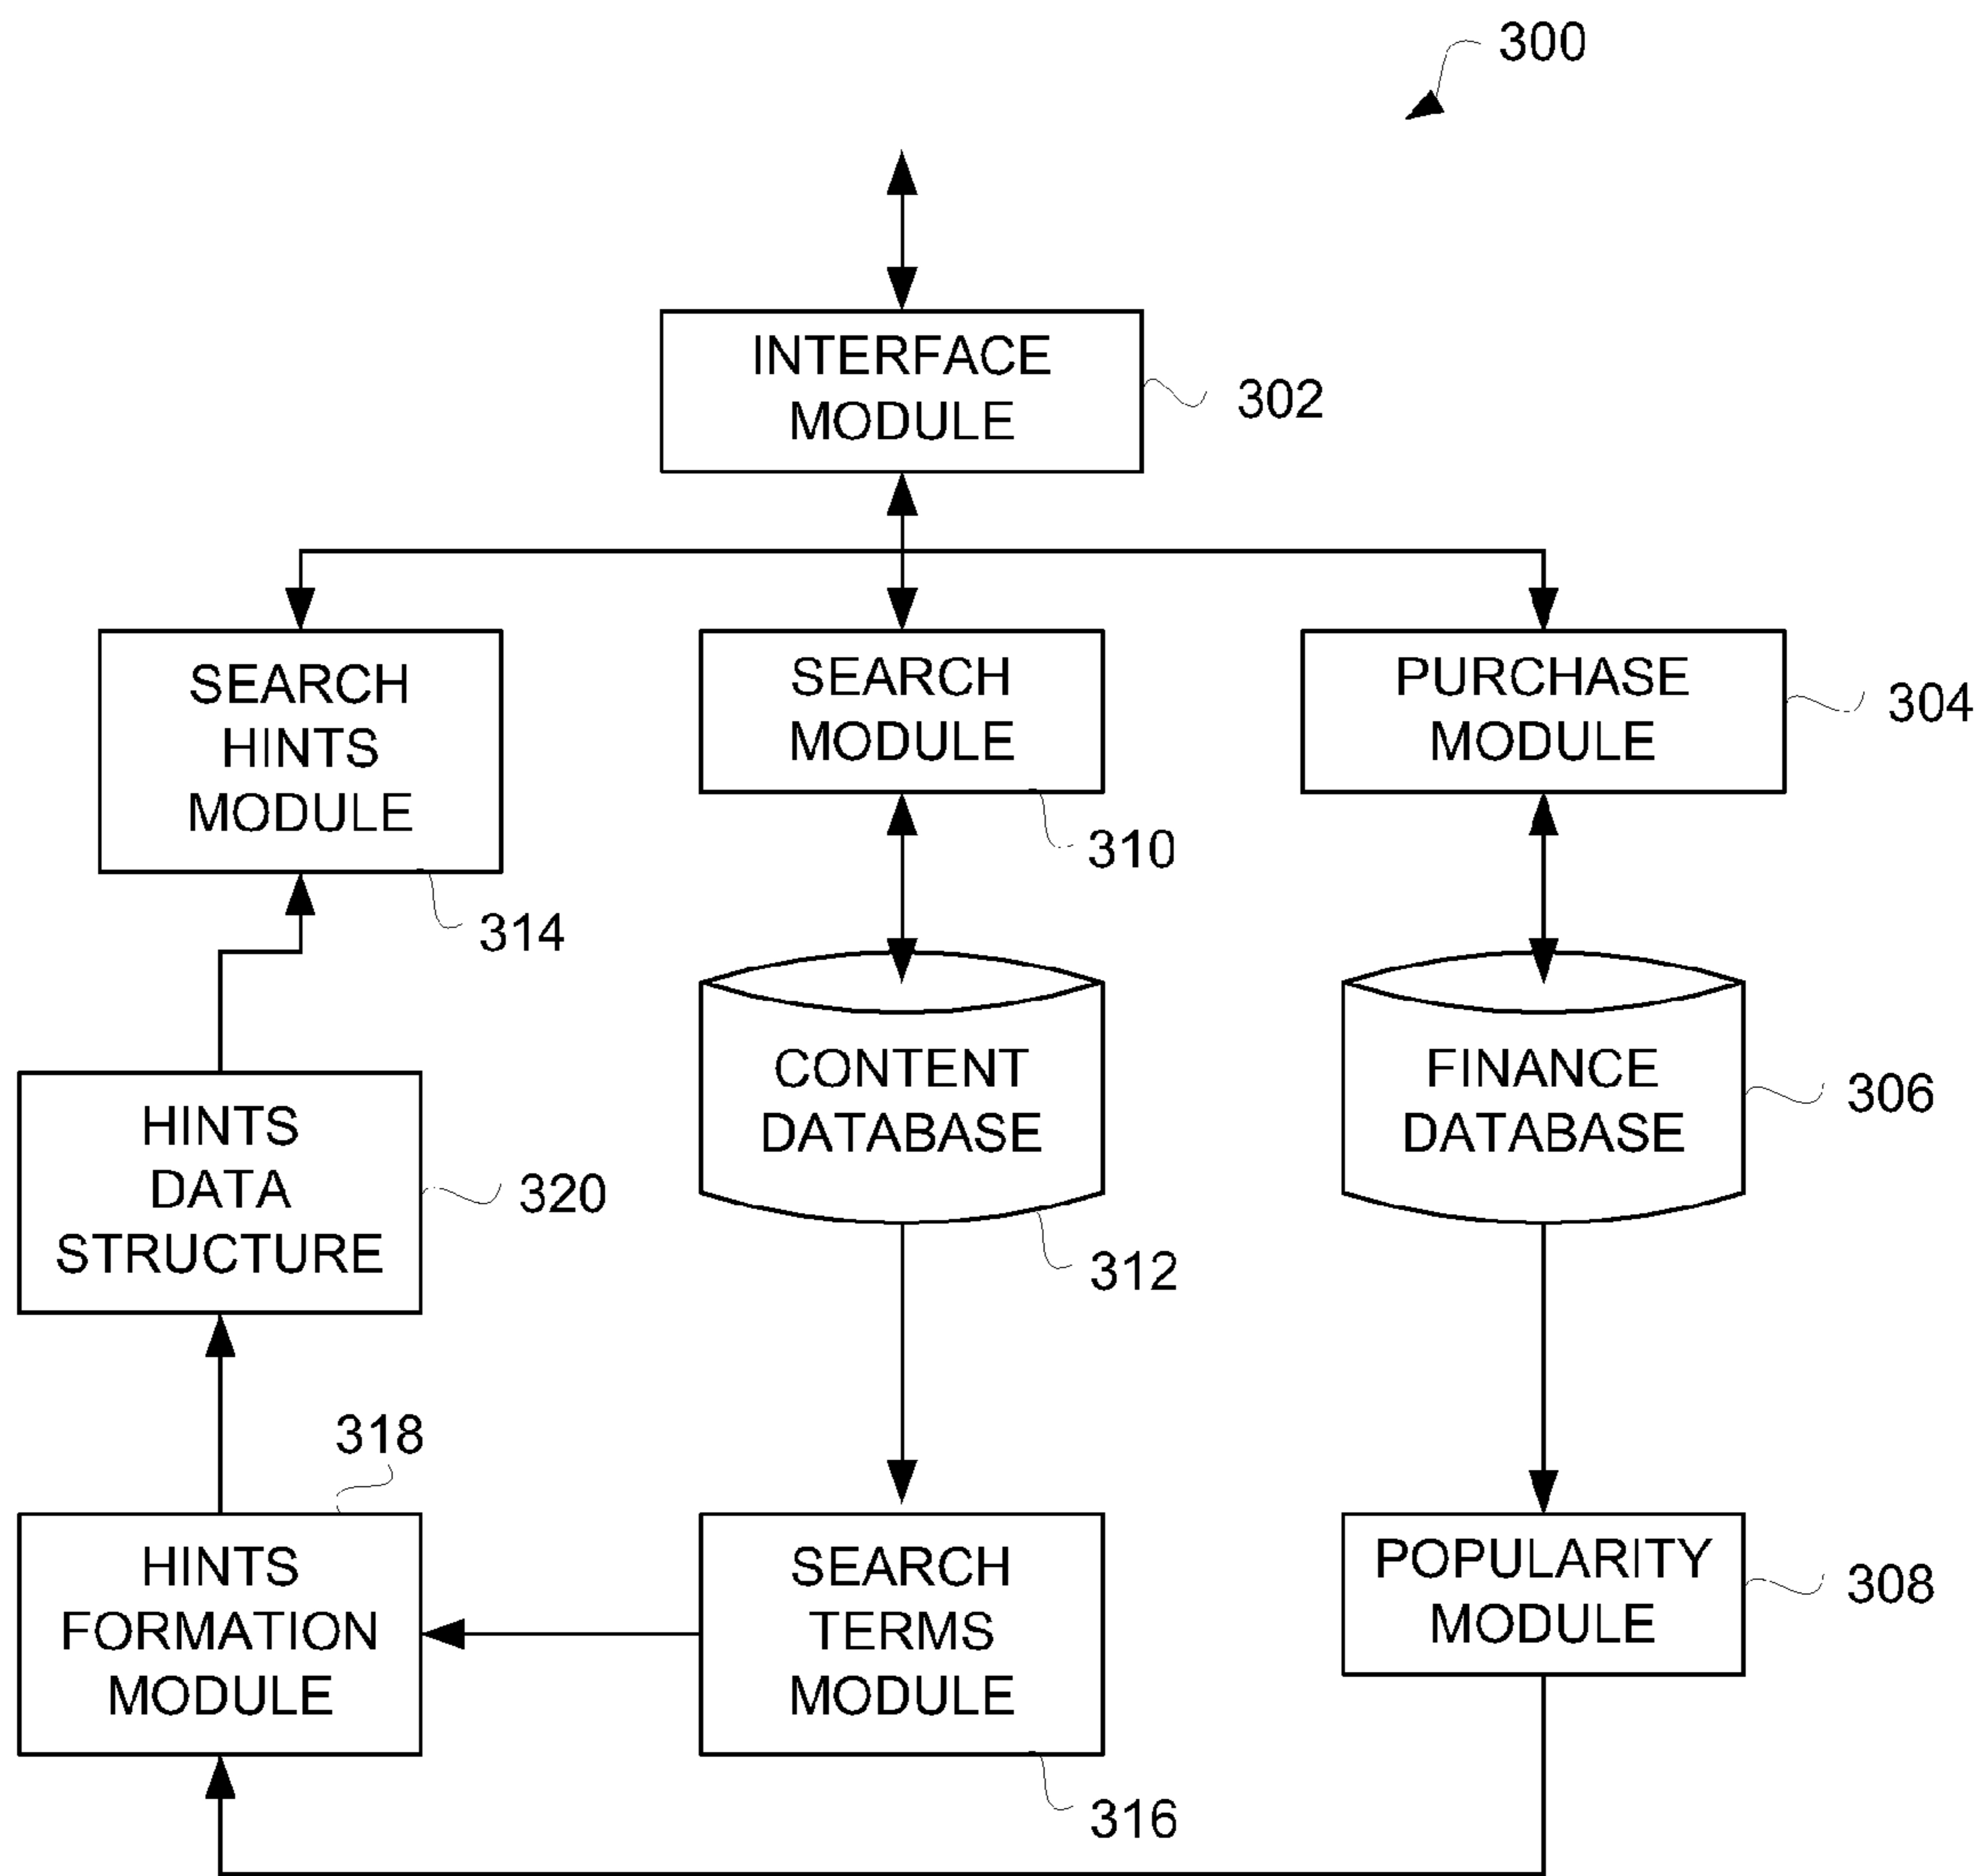 300
INTERFACE
MODULE
302
SEARCH
HINTS
MODULE
314
SEARCH
MODULE
310
PURCHASE
MODULE
304
HINTS
DATA
STRUCTURE
320
CONTENT
DATABASE
312
FINANCE
DATABASE
306
318
HINTS
FORMATION
MODULE
SEARCH
TERMS
MODULE
316
POPULARITY
MODULE
308